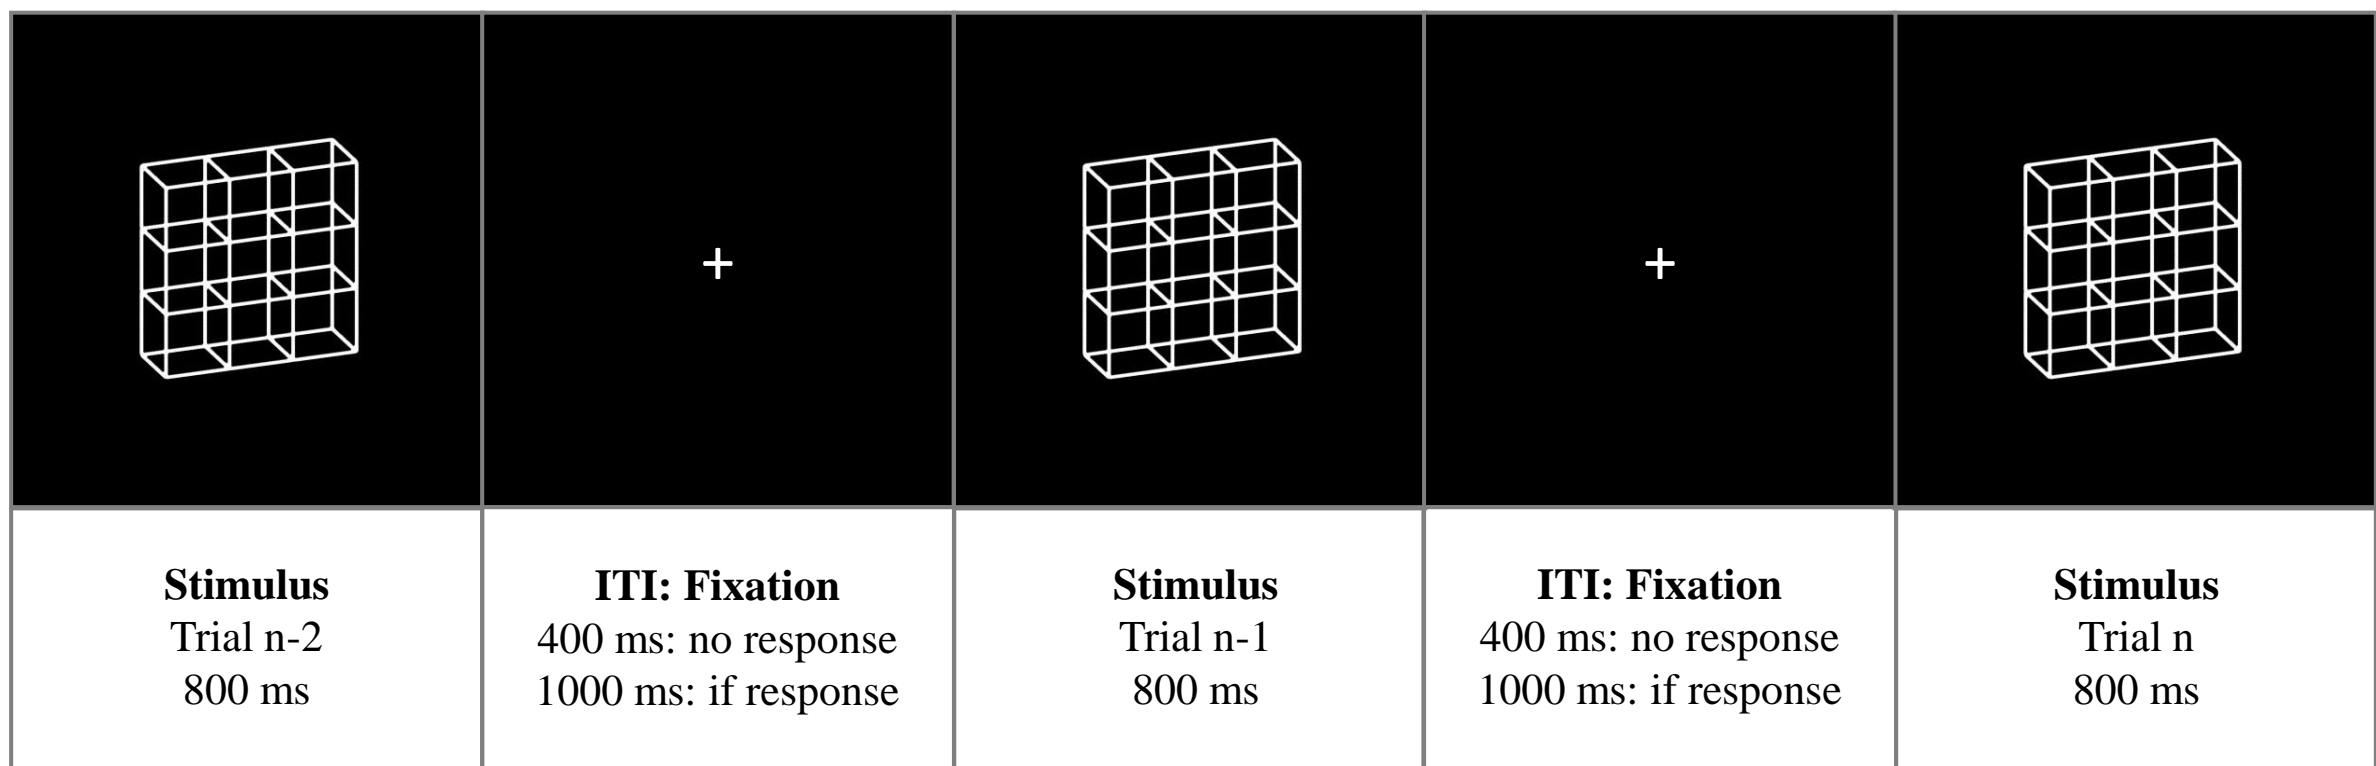 Stimulus
Trial n-2
800 ms
ITI: Fixation
400 ms: no response
1000 ms: if response
Stimulus
Trial n-1
800 ms
ITI: Fixation
400 ms: no response
1000 ms: if response
Stimulus
Trial n
800 ms